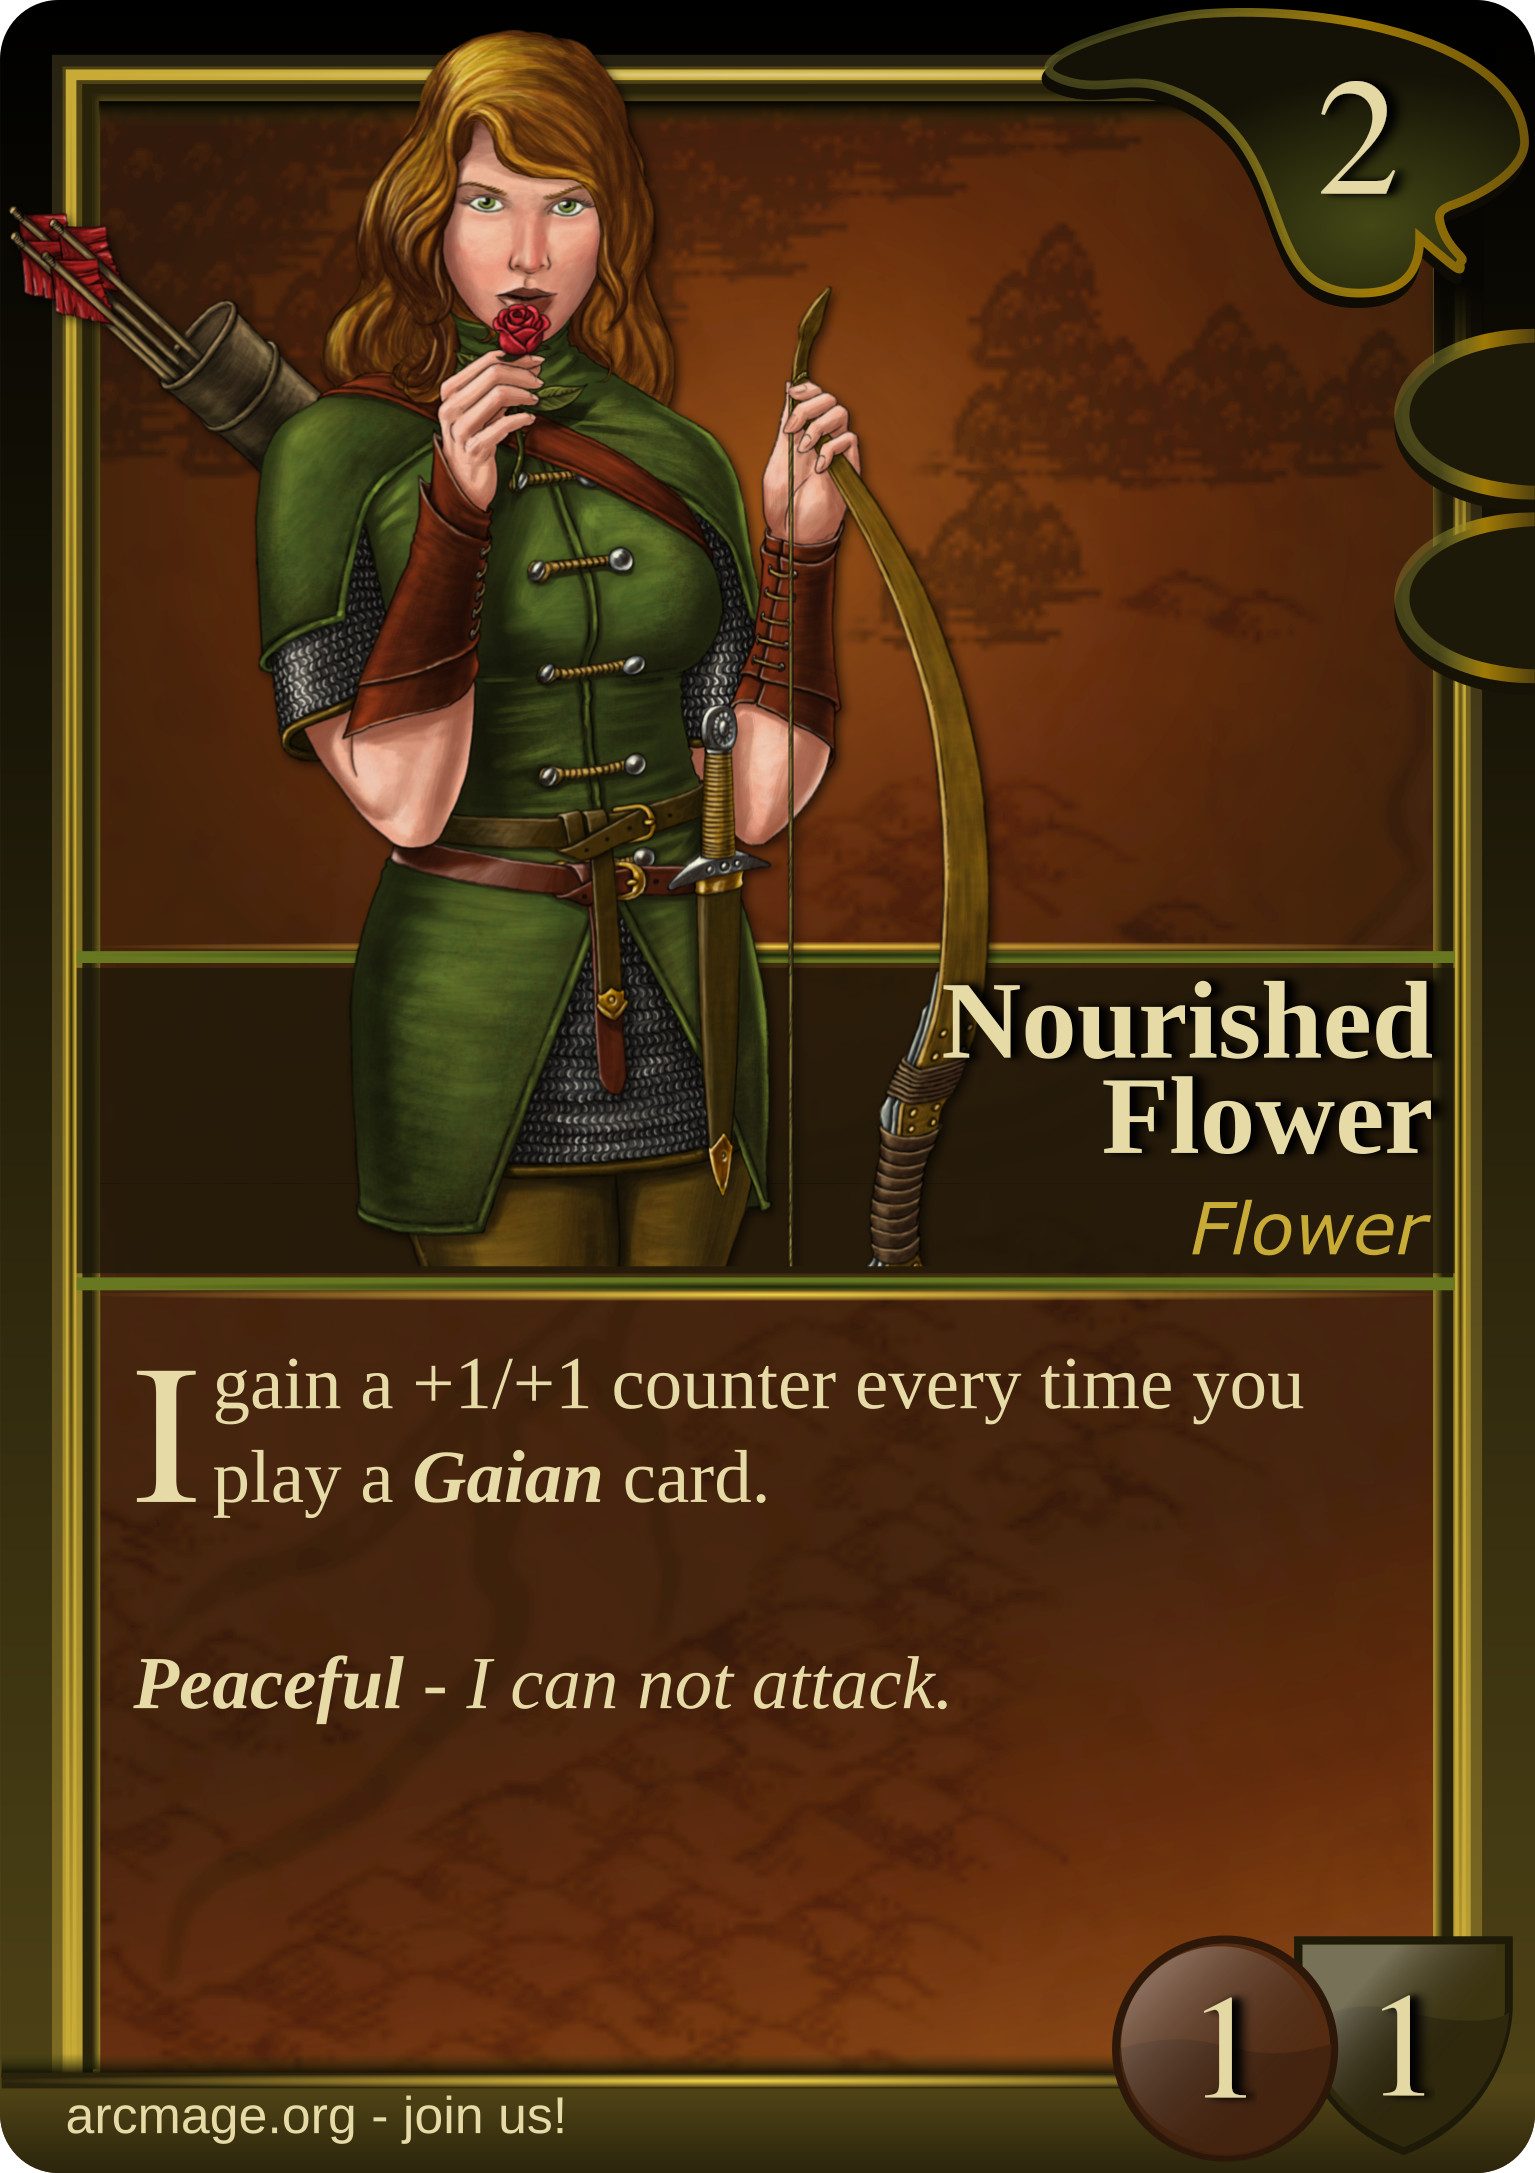 2
Nourished
Flower
Flower
I gain a +1/+1 counter every time you
play a Gaian card.
Peaceful - I can not attack.
1 1
arcmage.org - join us!